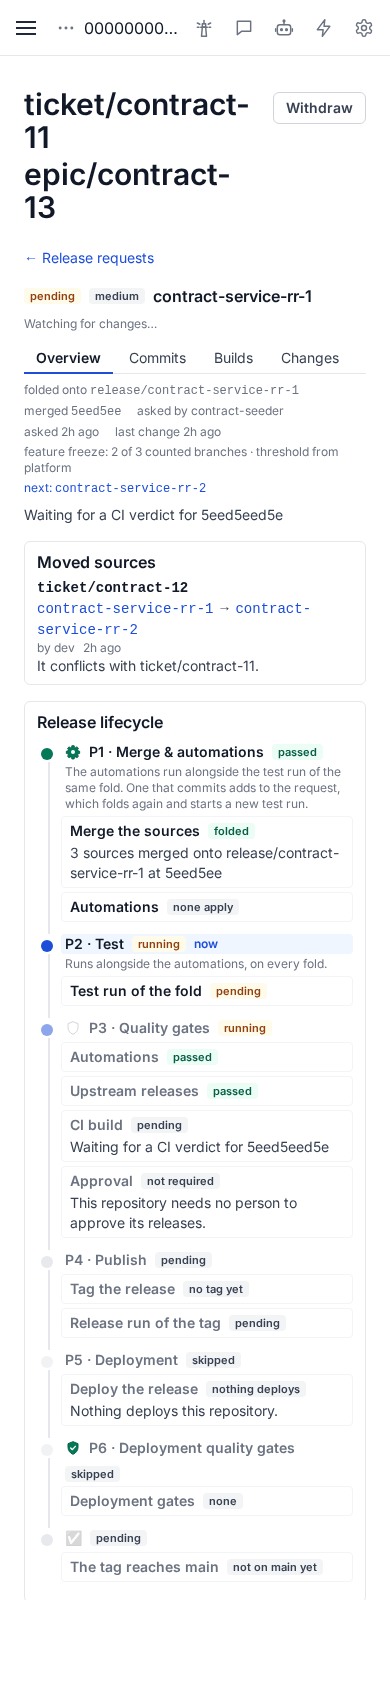 00000000…
ticket/contract-
11
epic/contract-
13
Withdraw
← Release requests
pending medium contract-service-rr-1
Watching for changes…
Overview Commits Builds Changes
folded onto release/contract-service-rr-1
merged 5eed5ee asked by contract-seeder
asked 2h ago last change 2h ago
feature freeze: 2 of 3 counted branches · threshold from
platform
next: contract-service-rr-2
Waiting for a CI verdict for 5eed5eed5e
Moved sources
ticket/contract-12
contract-service-rr-1 → contract-
service-rr-2
by dev 2h ago
It conflicts with ticket/contract-11.
Release lifecycle
P1 · Merge & automations passed
The automations run alongside the test run of the
same fold. One that commits adds to the request,
which folds again and starts a new test run.
Merge the sources folded
3 sources merged onto release/contract-
service-rr-1 at 5eed5ee
Automations none apply
P2 · Test running now
Runs alongside the automations, on every fold.
Test run of the fold pending
P3 · Quality gates running
Automations passed
Upstream releases passed
CI build pending
Waiting for a CI verdict for 5eed5eed5e
Approval not required
This repository needs no person to
approve its releases.
P4 · Publish pending
Tag the release no tag yet
Release run of the tag pending
P5 · Deployment skipped
Deploy the release nothing deploys
Nothing deploys this repository.
P6 · Deployment quality gates
skipped
Deployment gates none
pending
The tag reaches main not on main yet